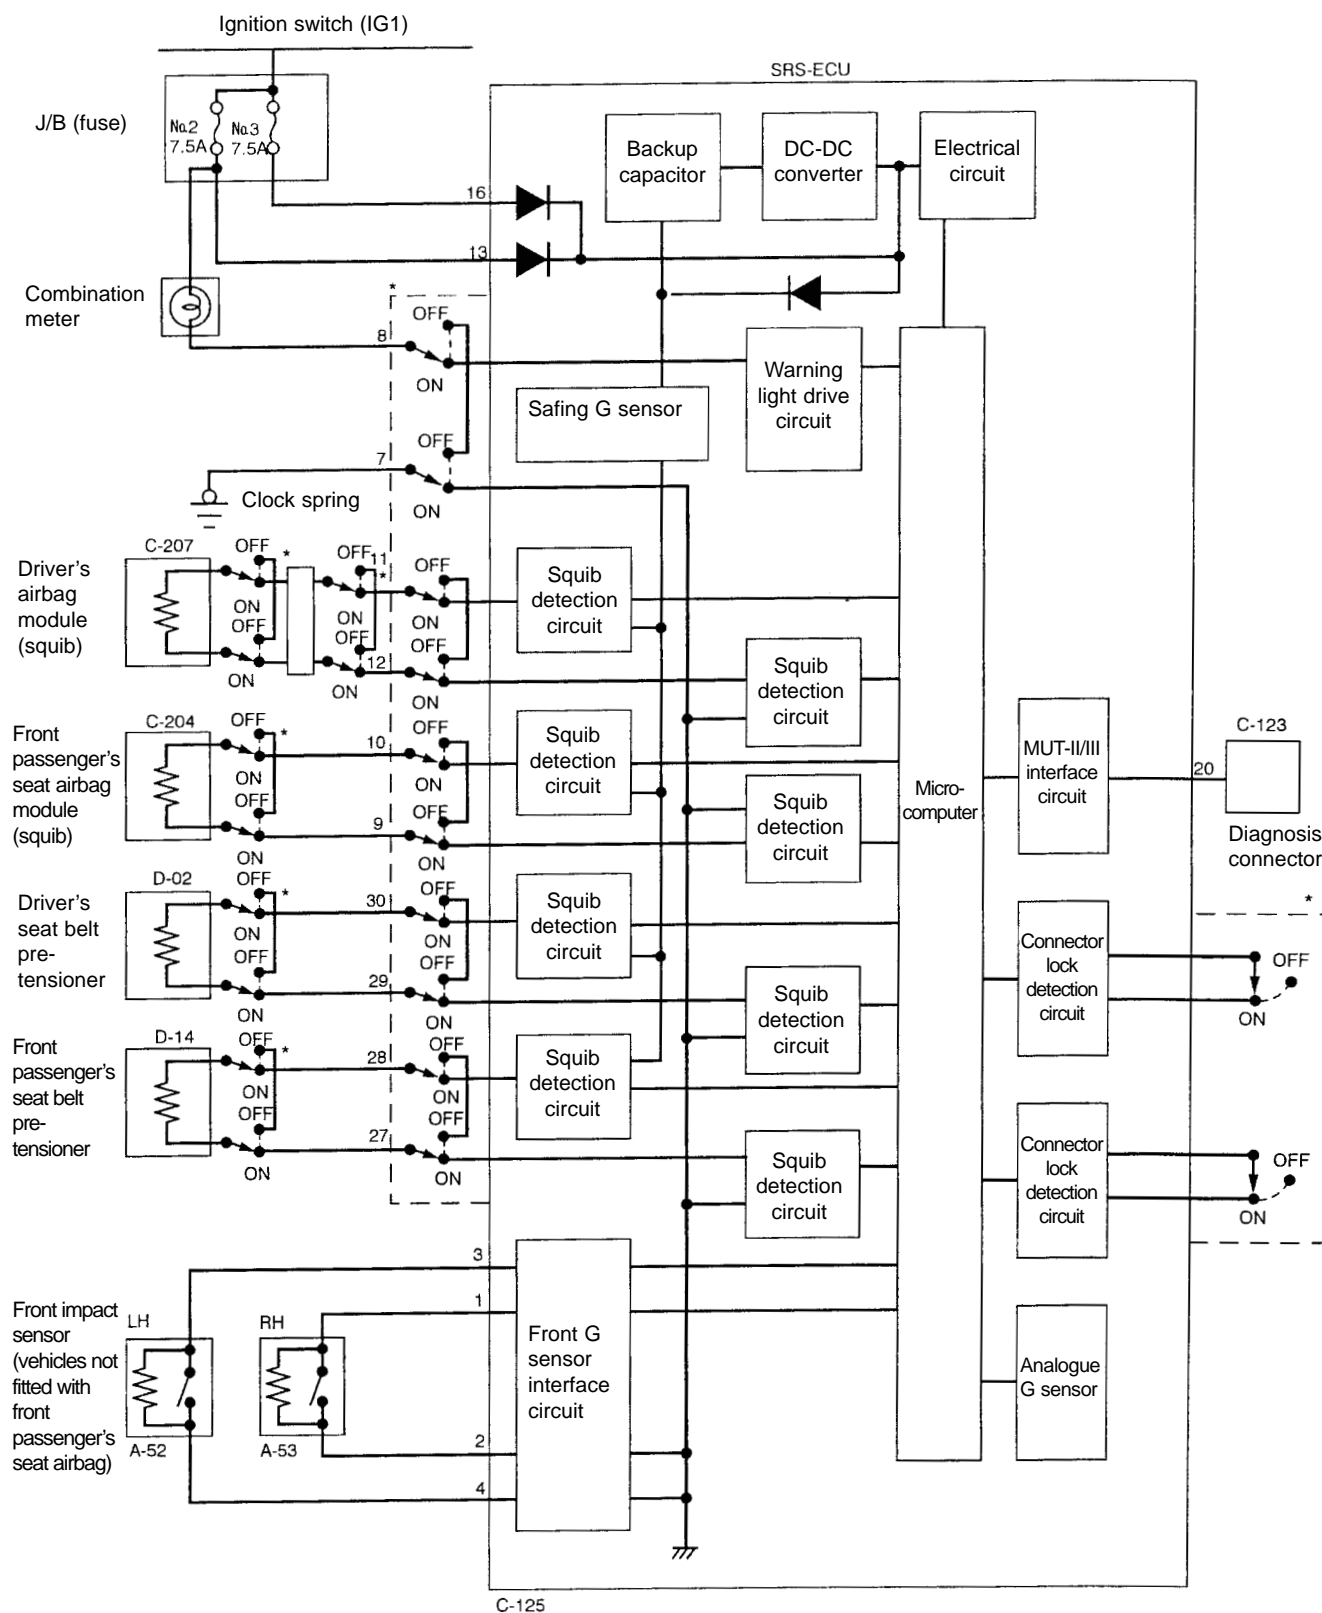 Ignition switch (IG1)
SRS-ECU
J/B (fuse)
No.2
7.5A
No.3
7.5A
Backup
capacitor
DC-DC
converter
Electrical
circuit
16
13
Combination
meter
*
OFF
8
ON
Warning
light drive
circuit
Safing G sensor
OFF
7
ON
Clock spring
Driver's
airbag
module
(squib)
C-207
OFF
*
ON
OFF
ON
OFF
11
*
ON
OFF
12
ON
OFF
ON
OFF
ON
Squib
detection
circuit
Squib
detection
circuit
Front
passenger's
seat airbag
module
(squib)
C-204
OFF
*
ON
OFF
ON
10
9
OFF
ON
OFF
ON
Squib
detection
circuit
Squib
detection
circuit
Micro-
computer
MUT-II/III
interface
circuit
20
C-123
Diagnosis
connector
Driver's
seat belt
pre-
tensioner
D-02
OFF
*
ON
OFF
ON
30
29
OFF
ON
OFF
ON
Squib
detection
circuit
Squib
detection
circuit
Connector
lock
detection
circuit
*
OFF
ON
Front
passenger's
seat belt
pre-
tensioner
D-14
OFF
*
ON
OFF
ON
28
27
OFF
ON
OFF
ON
Squib
detection
circuit
Squib
detection
circuit
Connector
lock
detection
circuit
OFF
ON
Front impact
sensor
(vehicles not
fitted with
front
passenger's
seat airbag)
LH
A-52
RH
A-53
3
1
2
4
Front G
sensor
interface
circuit
Analogue
G sensor
C-125